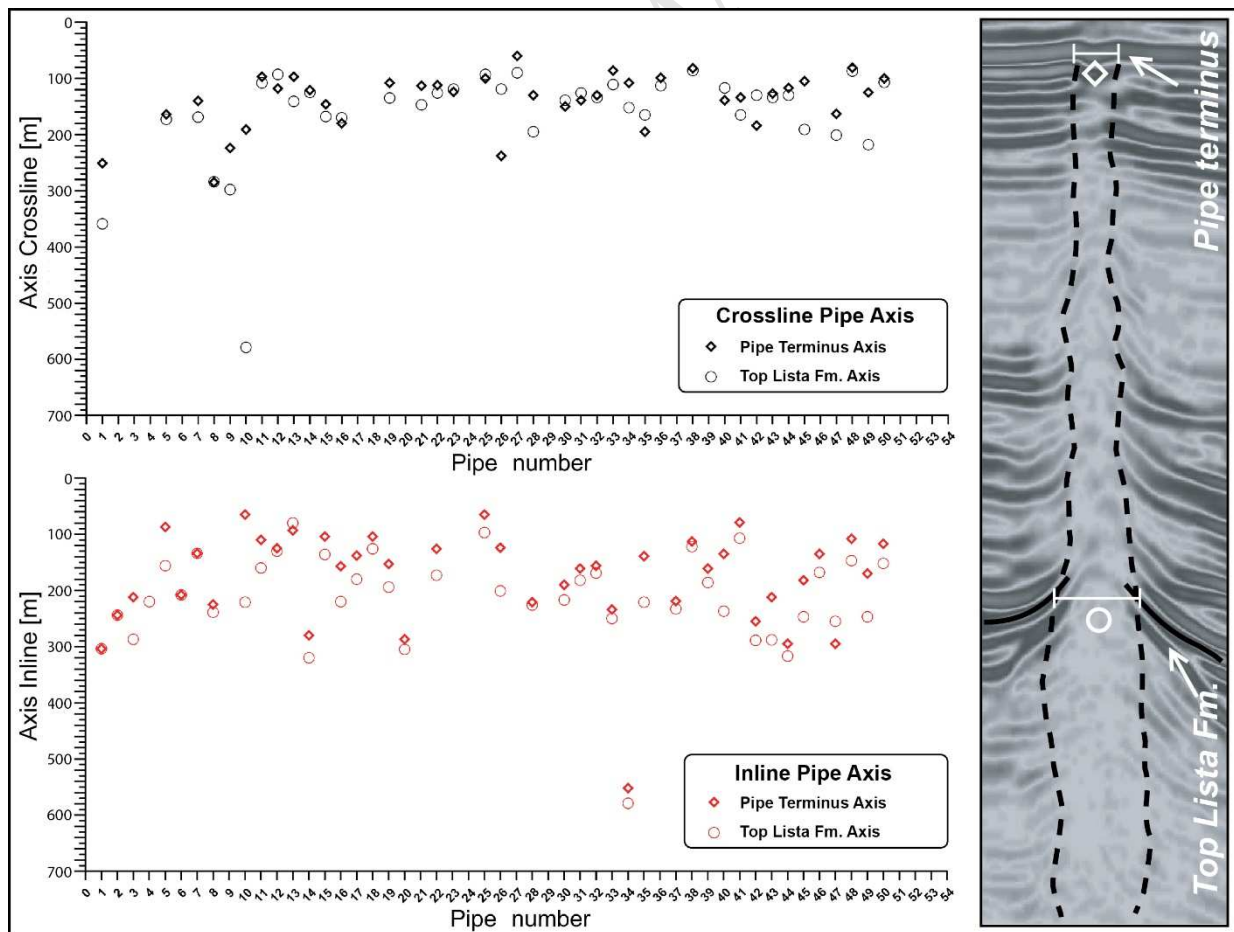 0
100
200
300
400
500
600
700
Axis Crossline [m]
Crossline Pipe Axis
Pipe Terminus Axis
Top Lista Fm. Axis
0 1 2 3 4 5 6 7 8 9 10 11 12 13 14 15 16 17 18 19 20 21 22 23 24 25 26 27 28 29 30 31 32 33 34 35 36 37 38 39 40 41 42 43 44 45 46 47 48 49 50 51 52 53 54
Pipe number
0
100
200
300
400
500
600
700
Axis Inline [m]
Inline Pipe Axis
Pipe Terminus Axis
Top Lista Fm. Axis
0 1 2 3 4 5 6 7 8 9 10 11 12 13 14 15 16 17 18 19 20 21 22 23 24 25 26 27 28 29 30 31 32 33 34 35 36 37 38 39 40 41 42 43 44 45 46 47 48 49 50 51 52 53 54
Pipe number
Pipe terminus
Top Lista Fm.